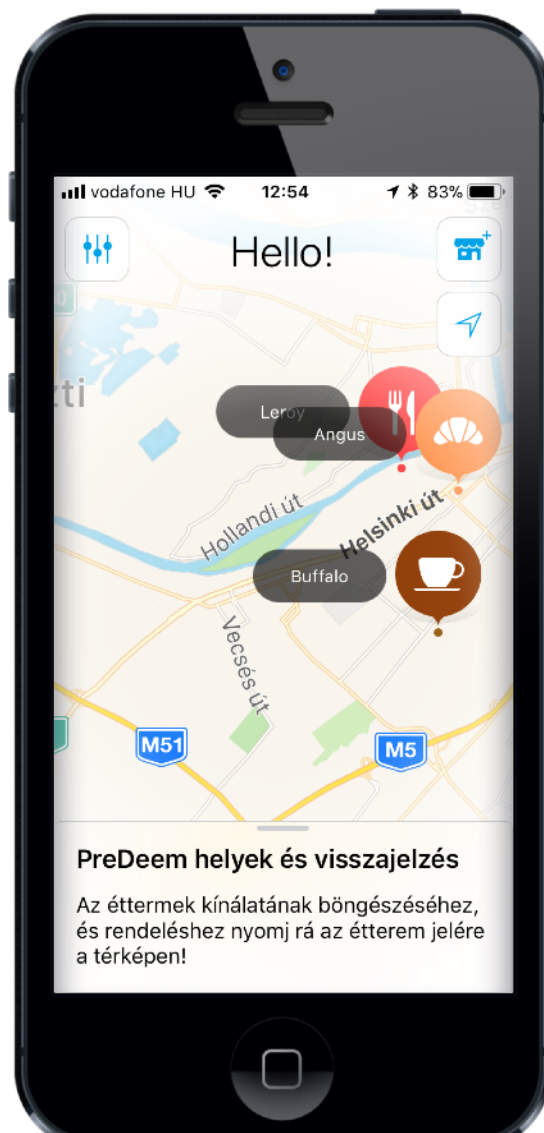 vodafone HU 12:54 83%
Hello!
zti
Leroy
Angus
Hollandi út
Helsinki út
Buffalo
Vecsés út
M51
M5
PreDeem helyek és visszajelzés
Az éttermek kínálatának böngészéséhez,
és rendeléshez nyomj rá az étterem jelére
a térképen!